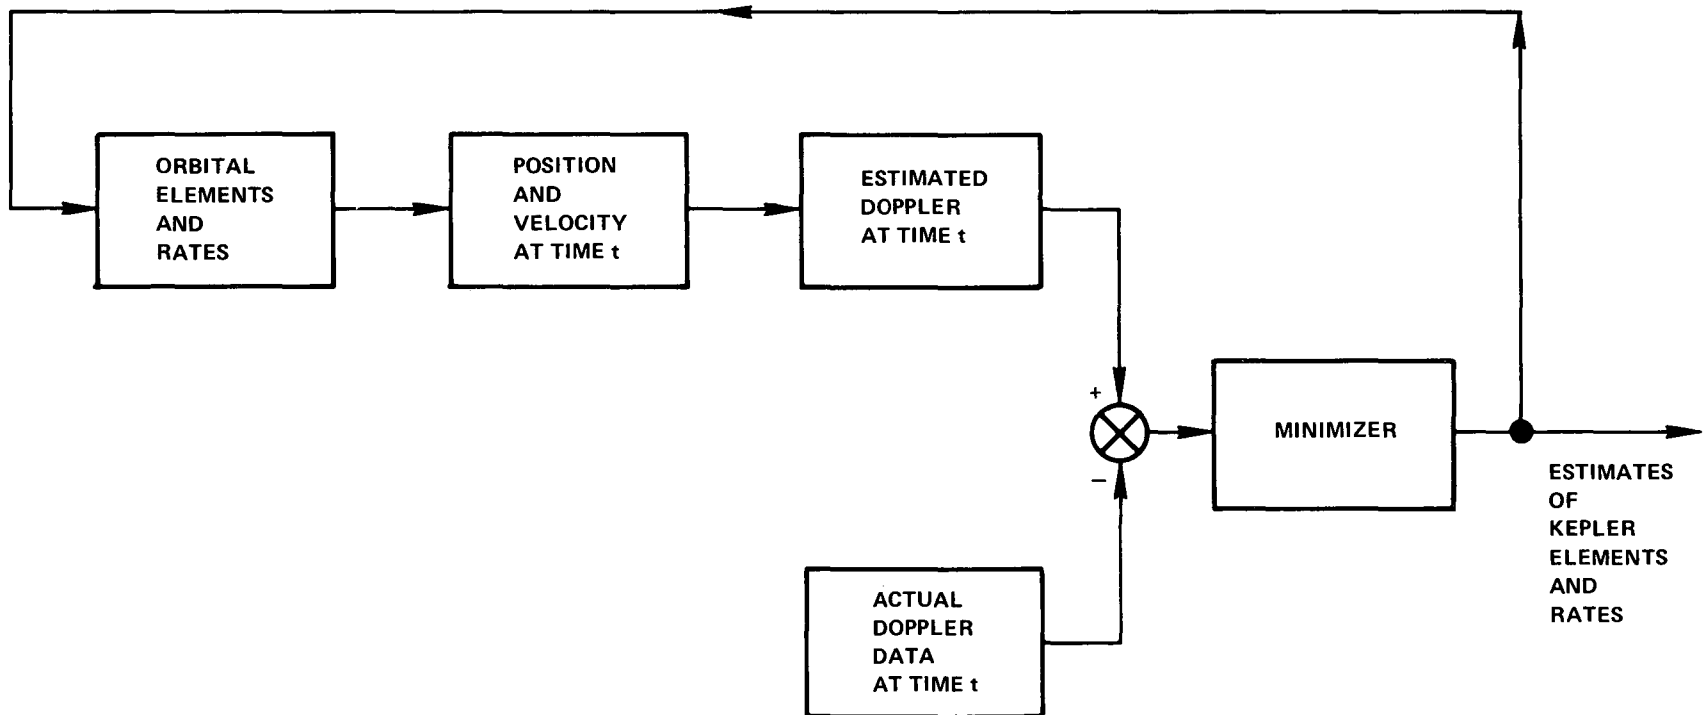 ORBITAL
ELEMENTS
AND
RATES
POSITION
AND
VELOCITY
AT TIME t
ESTIMATED
DOPPLER
AT TIME t
+
−
MINIMIZER
ESTIMATES
OF
KEPLER
ELEMENTS
AND
RATES
ACTUAL
DOPPLER
DATA
AT TIME t